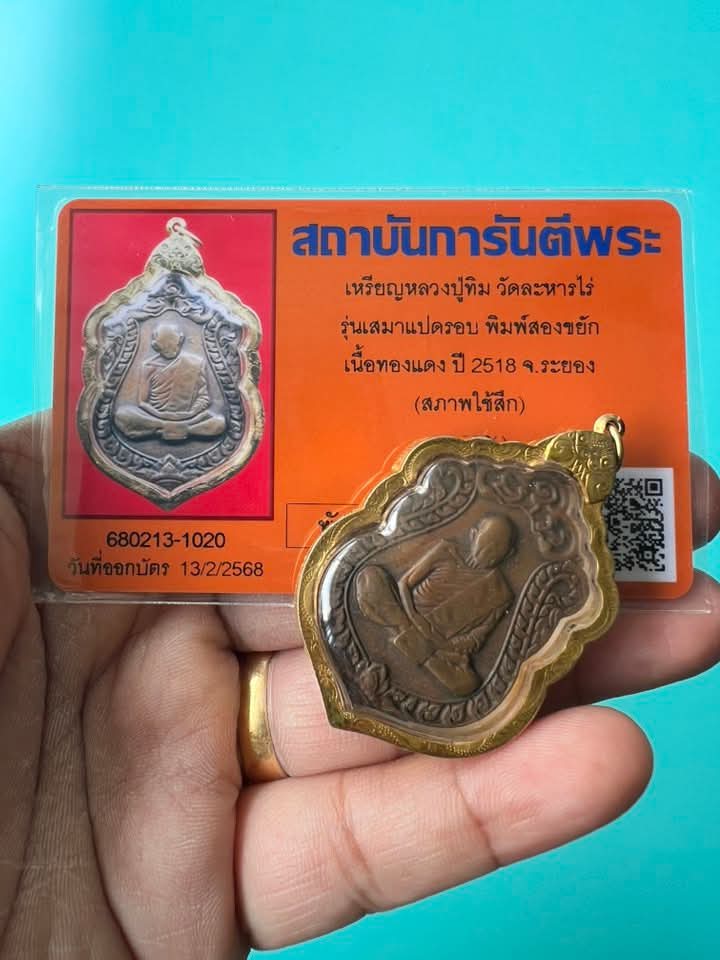 สถาบันการันตีพระ
เหรียญหลวงปู่ทิม วัดละหารไร่
รุ่นเสมาแปดรอบ พิมพ์สองขยัก
เนื้อทองแดง ปี 2518 จ.ระยอง
(สภาพใช้สึก)
680213-1020
วันที่ออกบัตร 13/2/2568